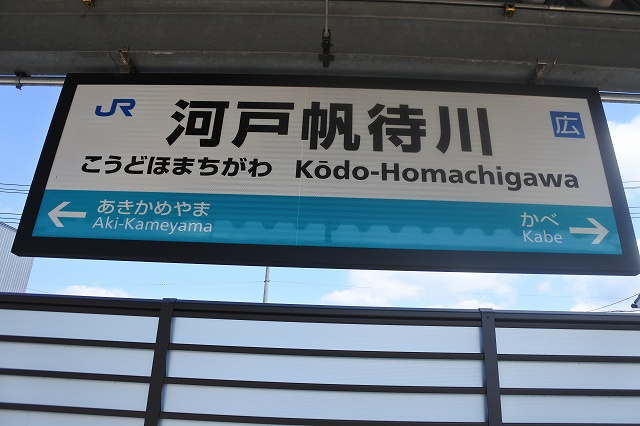 JR 河戸帆待川 広
こうどほまちがわ Kōdo-Homachigawa
← あきかめやま かべ →
Aki-Kameyama Kabe